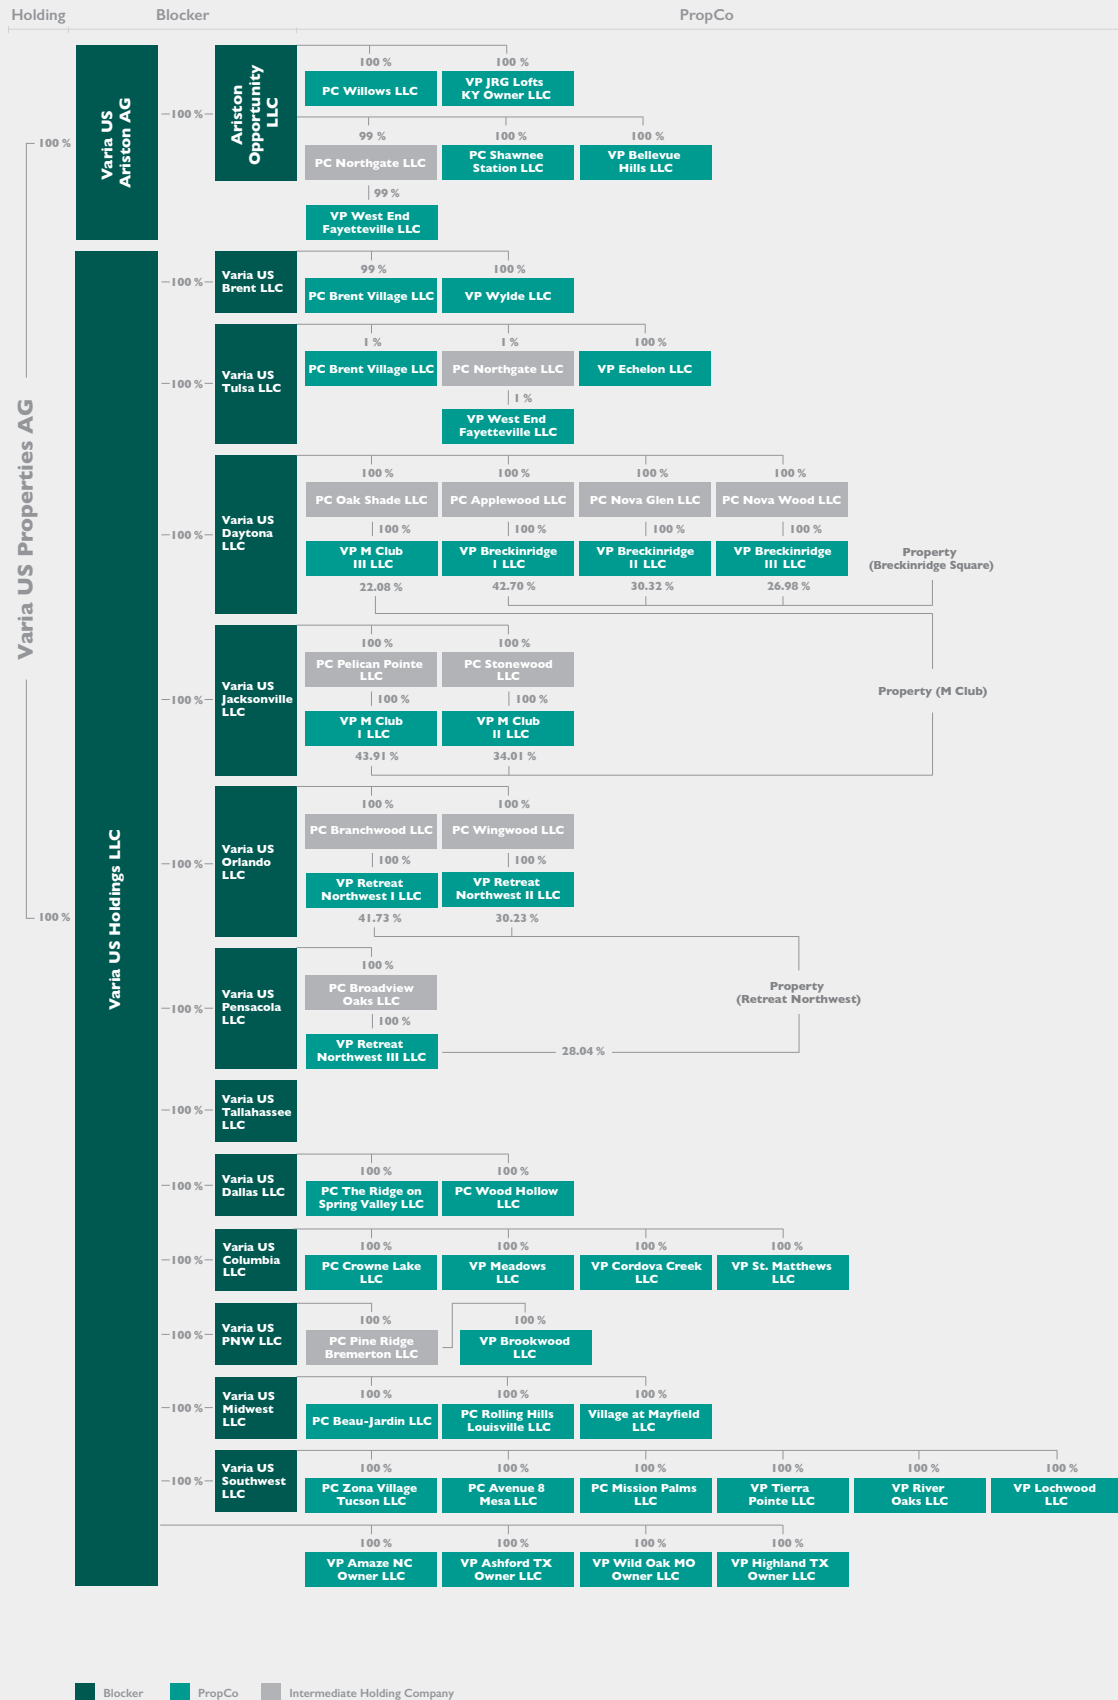 Holding
Blocker
PropCo
Varia US Properties AG
100 %
100 %
Varia US
Ariston AG
100 %
Ariston
Opportunity
LLC
100 %
100 %
PC Willows LLC
VP JRG Lofts
KY Owner LLC
99 %
100 %
100 %
PC Northgate LLC
PC Shawnee
Station LLC
VP Bellevue
Hills LLC
99 %
VP West End
Fayetteville LLC
Varia US Holdings LLC
100 %
Varia US
Brent LLC
99 %
100 %
PC Brent Village LLC
VP Wylde LLC
100 %
Varia US
Tulsa LLC
1 %
1 %
100 %
PC Brent Village LLC
PC Northgate LLC
VP Echelon LLC
1 %
VP West End
Fayetteville LLC
100 %
Varia US
Daytona
LLC
100 %
100 %
100 %
100 %
PC Oak Shade LLC
PC Applewood LLC
PC Nova Glen LLC
PC Nova Wood LLC
100 %
100 %
100 %
100 %
VP M Club
III LLC
VP Breckinridge
I LLC
VP Breckinridge
II LLC
VP Breckinridge
III LLC
Property
(Breckinridge Square)
22.08 %
42.70 %
30.32 %
26.98 %
100 %
Varia US
Jacksonville
LLC
100 %
100 %
PC Pelican Pointe
LLC
PC Stonewood
LLC
100 %
100 %
Property (M Club)
VP M Club
I LLC
VP M Club
II LLC
43.91 %
34.01 %
100 %
Varia US
Orlando
LLC
100 %
100 %
PC Branchwood LLC
PC Wingwood LLC
100 %
100 %
VP Retreat
Northwest I LLC
VP Retreat
Northwest II LLC
41.73 %
30.23 %
100 %
Varia US
Pensacola
LLC
100 %
PC Broadview
Oaks LLC
Property
(Retreat Northwest)
100 %
VP Retreat
Northwest III LLC
28.04 %
100 %
Varia US
Tallahassee
LLC
100 %
Varia US
Dallas LLC
100 %
100 %
PC The Ridge on
Spring Valley LLC
PC Wood Hollow
LLC
100 %
Varia US
Columbia
LLC
100 %
100 %
100 %
100 %
PC Crowne Lake
LLC
VP Meadows
LLC
VP Cordova Creek
LLC
VP St. Matthews
LLC
100 %
Varia US
PNW LLC
100 %
100 %
PC Pine Ridge
Bremerton LLC
VP Brookwood
LLC
100 %
Varia US
Midwest
LLC
100 %
100 %
100 %
PC Beau-Jardin LLC
PC Rolling Hills
Louisville LLC
Village at Mayfield
LLC
100 %
Varia US
Southwest
LLC
100 %
100 %
100 %
100 %
100 %
100 %
PC Zona Village
Tucson LLC
PC Avenue 8
Mesa LLC
PC Mission Palms
LLC
VP Tierra
Pointe LLC
VP River
Oaks LLC
VP Lochwood
LLC
100 %
100 %
100 %
100 %
VP Amaze NC
Owner LLC
VP Ashford TX
Owner LLC
VP Wild Oak MO
Owner LLC
VP Highland TX
Owner LLC
Blocker
PropCo
Intermediate Holding Company